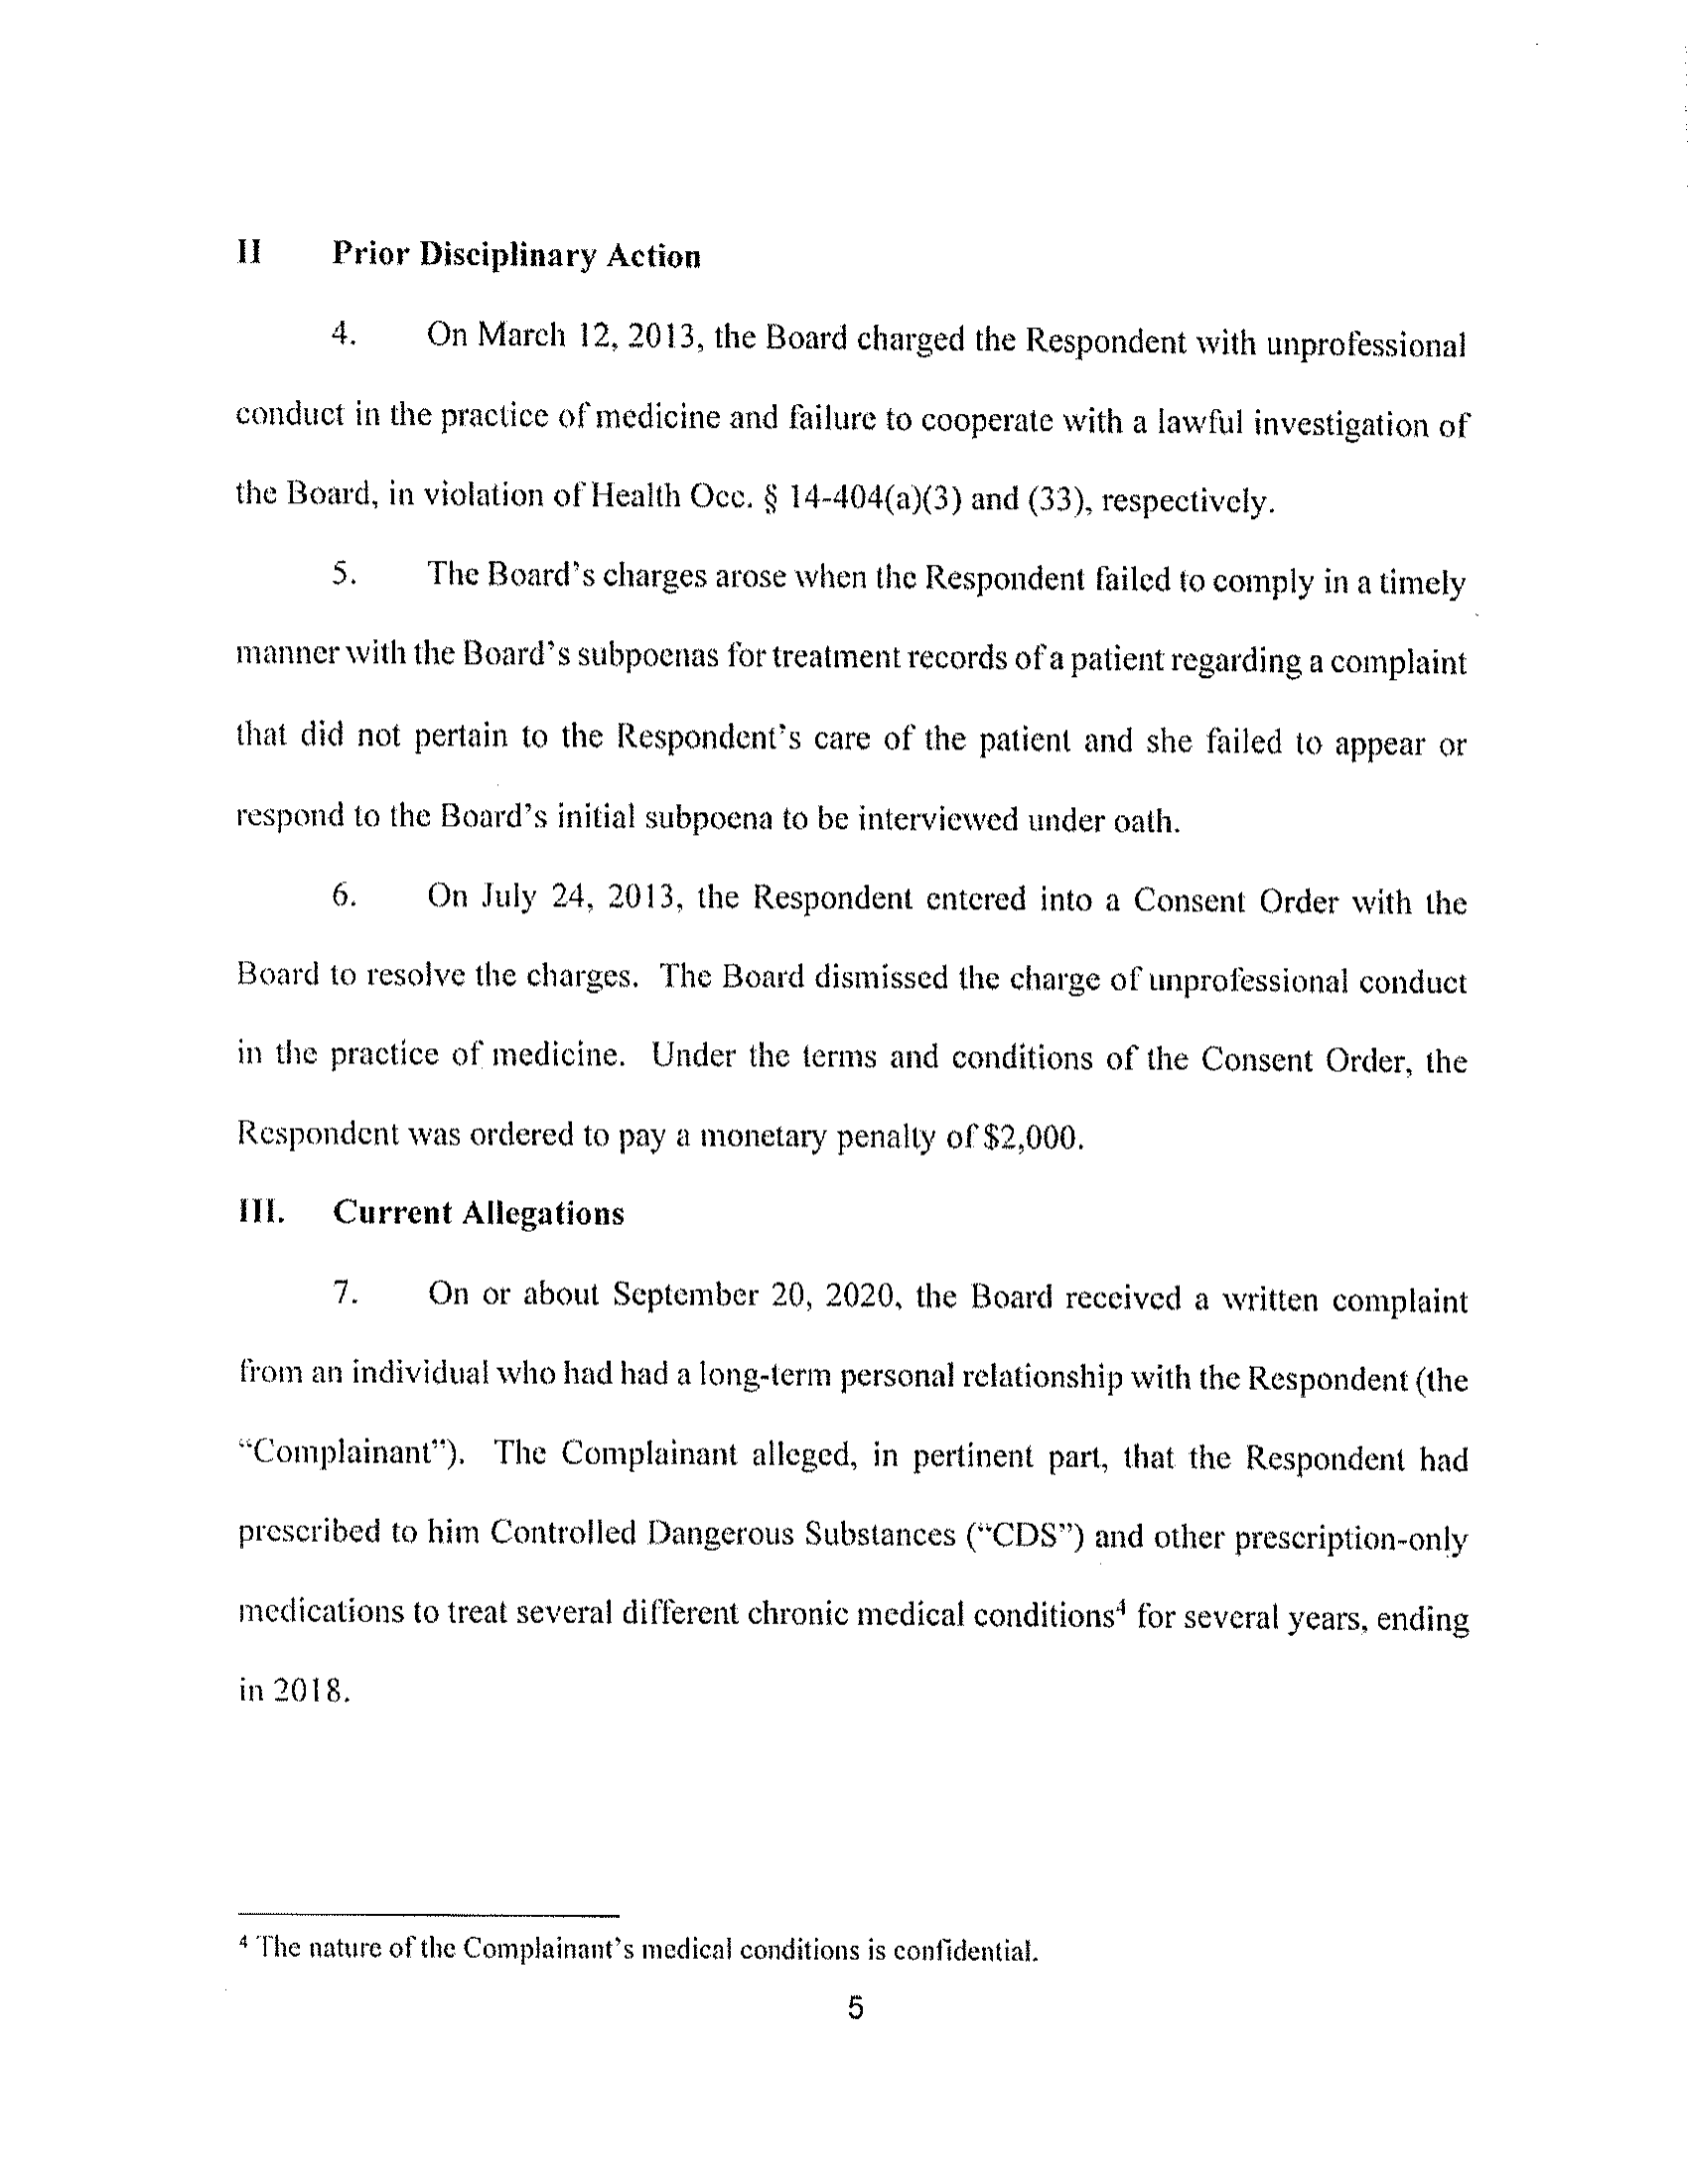 II Prior Disciplinary Action
4. On March 12, 2013, the Board charged the Respondent with unprofessional
conduct in the practice of medicine and failure to cooperate with a lawful investigation of
the Board, in violation of Health Occ. § 14-404(a)(3) and (33), respectively.
5. The Board's charges arose when the Respondent failed to comply in a timely
manner with the Board's subpoenas for treatment records of a patient regarding a complaint
that did not pertain to the Respondent's care of the patient and she failed to appear or
respond to the Board's initial subpoena to be interviewed under oath.
6. On July 24, 2013, the Respondent entered into a Consent Order with the
Board to resolve the charges. The Board dismissed the charge of unprofessional conduct
in the practice of medicine. Under the terms and conditions of the Consent Order, the
Respondent was ordered to pay a monetary penalty of $2,000.
III. Current Allegations
7. On or about September 20, 2020, the Board received a written complaint
from an individual who had had a long-term personal relationship with the Respondent (the
“Complainant”). The Complainant alleged, in pertinent part, that the Respondent had
prescribed to him Controlled Dangerous Substances (“CDS”) and other prescription-only
medications to treat several different chronic medical conditions⁴ for several years, ending
in 2018.
⁴ The nature of the Complainant's medical conditions is confidential.
5